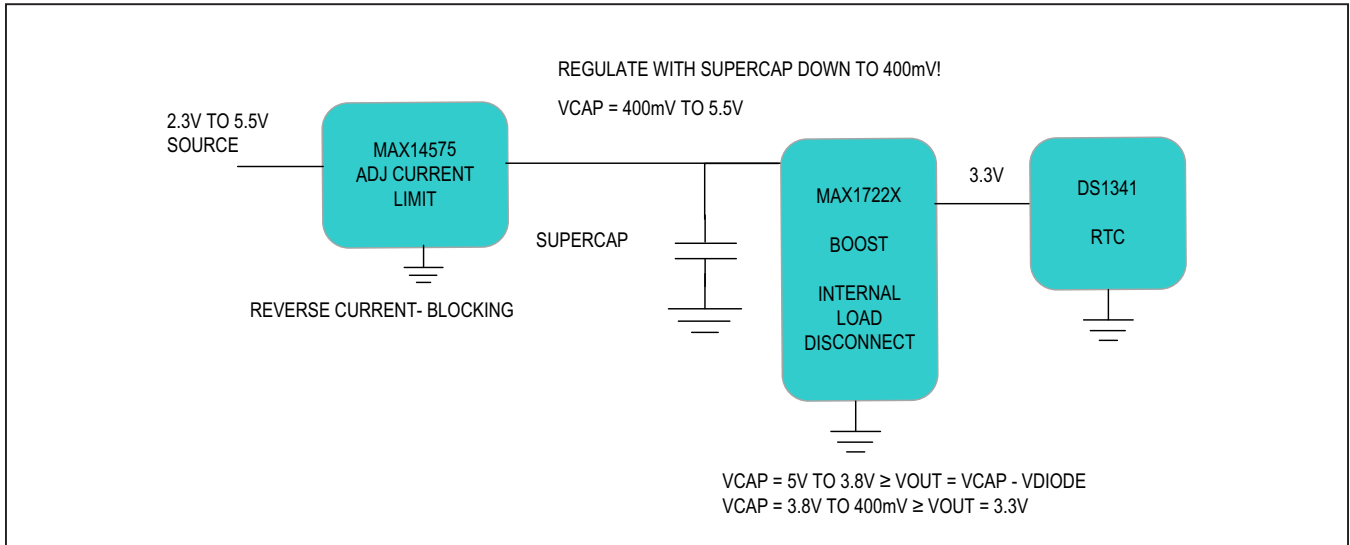 REGULATE WITH SUPERCAP DOWN TO 400mV!
VCAP = 400mV TO 5.5V
2.3V TO 5.5V
SOURCE
MAX14575
ADJ CURRENT
LIMIT
REVERSE CURRENT- BLOCKING
SUPERCAP
MAX1722X
BOOST
INTERNAL
LOAD
DISCONNECT
3.3V
DS1341
RTC
VCAP = 5V TO 3.8V ≥ VOUT = VCAP - VDIODE
VCAP = 3.8V TO 400mV ≥ VOUT = 3.3V